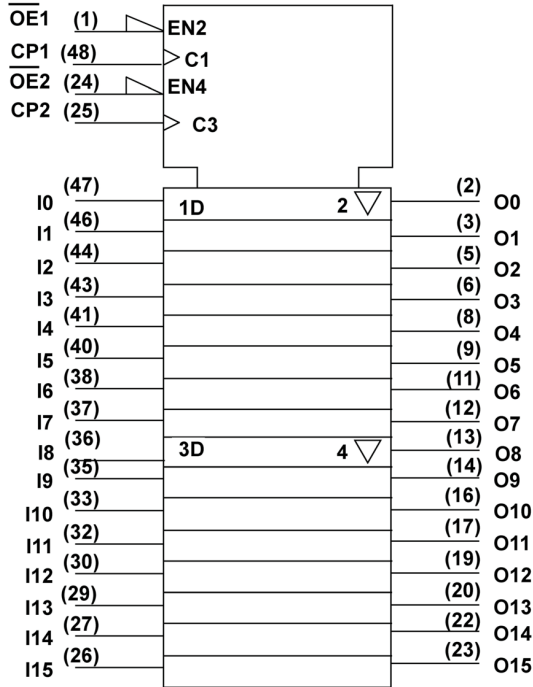 O̅E̅1 (1) EN2
CP1 (48) C1
O̅E̅2 (24) EN4
CP2 (25) C3
I0 (47) 1D 2 (2) O0
I1 (46) (3) O1
I2 (44) (5) O2
I3 (43) (6) O3
I4 (41) (8) O4
I5 (40) (9) O5
I6 (38) (11) O6
I7 (37) (12) O7
I8 (36) 3D 4 (13) O8
I9 (35) (14) O9
I10 (33) (16) O10
I11 (32) (17) O11
I12 (30) (19) O12
I13 (29) (20) O13
I14 (27) (22) O14
I15 (26) (23) O15